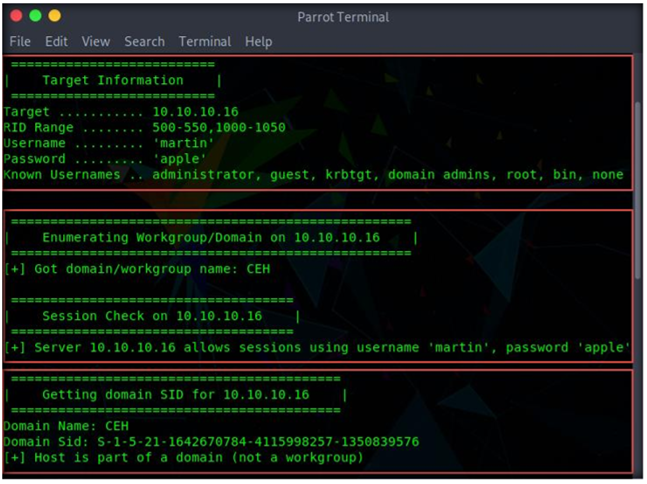 Parrot Terminal
File Edit View Search Terminal Help
===========================
| Target Information |
===========================
Target ........... 10.10.10.16
RID Range ........ 500-550,1000-1050
Username ......... 'martin'
Password ......... 'apple'
Known Usernames .. administrator, guest, krbtgt, domain admins, root, bin, none
====================================================
| Enumerating Workgroup/Domain on 10.10.10.16 |
====================================================
[+] Got domain/workgroup name: CEH
=====================================
| Session Check on 10.10.10.16 |
=====================================
[+] Server 10.10.10.16 allows sessions using username 'martin', password 'apple'
===========================================
| Getting domain SID for 10.10.10.16 |
===========================================
Domain Name: CEH
Domain Sid: S-1-5-21-1642670784-4115998257-1350839576
[+] Host is part of a domain (not a workgroup)